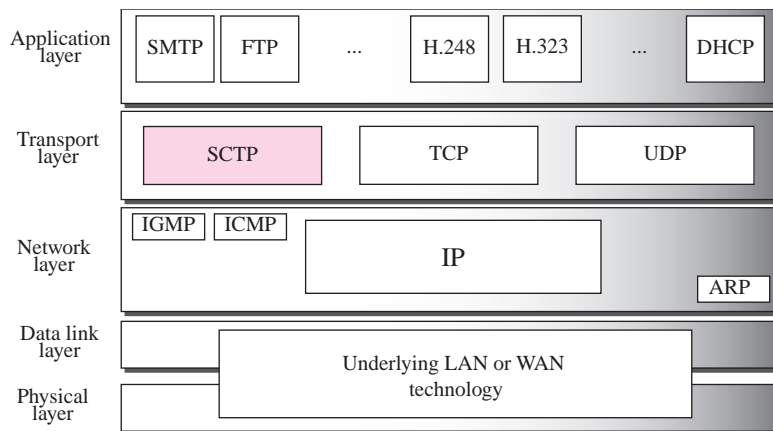 Application
layer
SMTP
FTP
...
H.248
H.323
...
DHCP
Transport
layer
SCTP
TCP
UDP
IGMP
ICMP
Network
layer
IP
ARP
Data link
layer
Underlying LAN or WAN
technology
Physical
layer